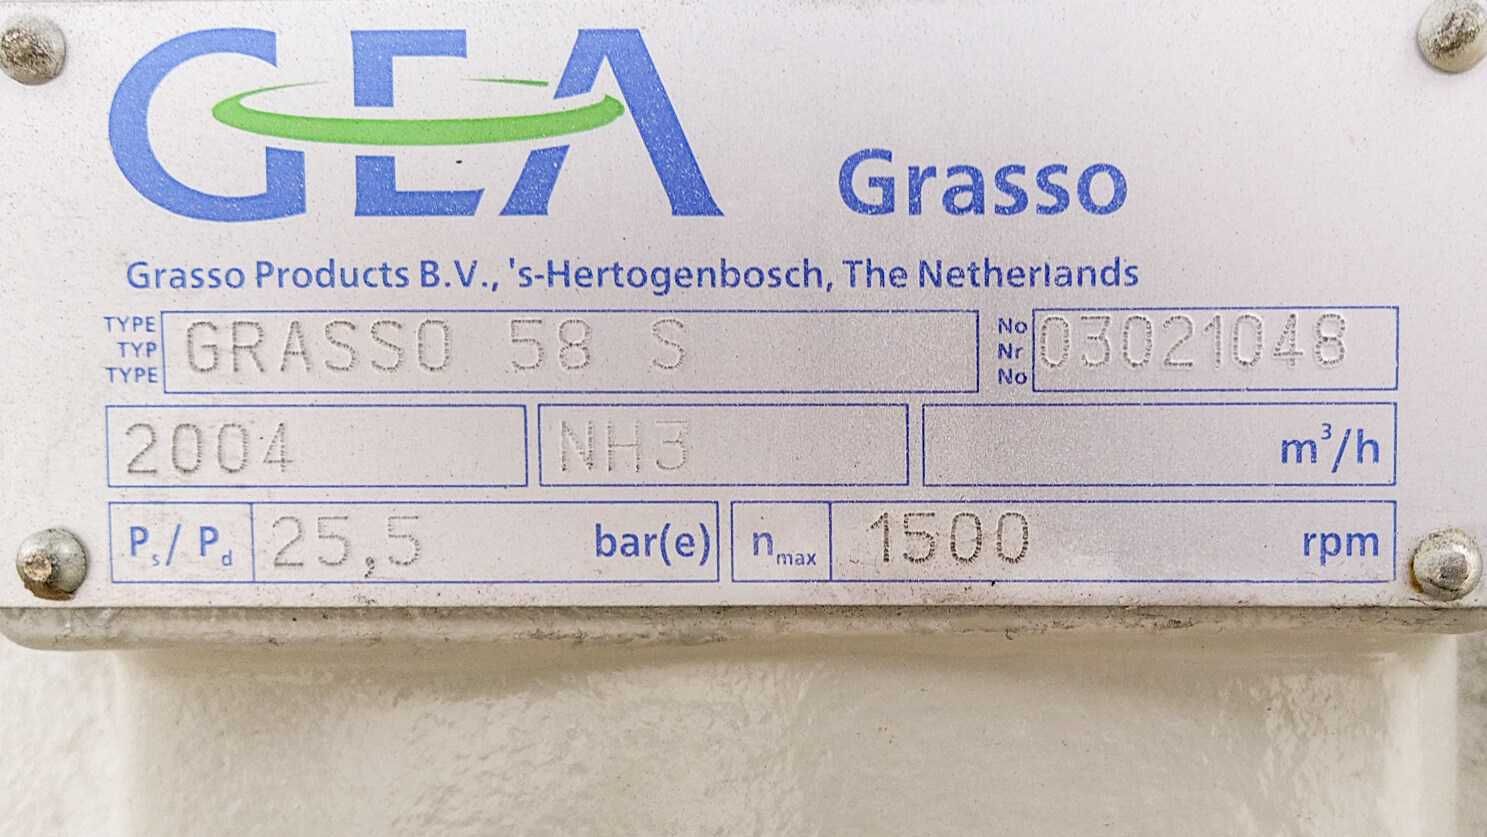 GEA
Grasso
Grasso Products B.V., 's-Hertogenbosch, The Netherlands
TYPE
TYP
TYPE
GRASSO 58 S
No
Nr
No
03021048
2004
NH3
m³/h
Ps/ Pd 25,5 bar(e)
nmax 1500 rpm